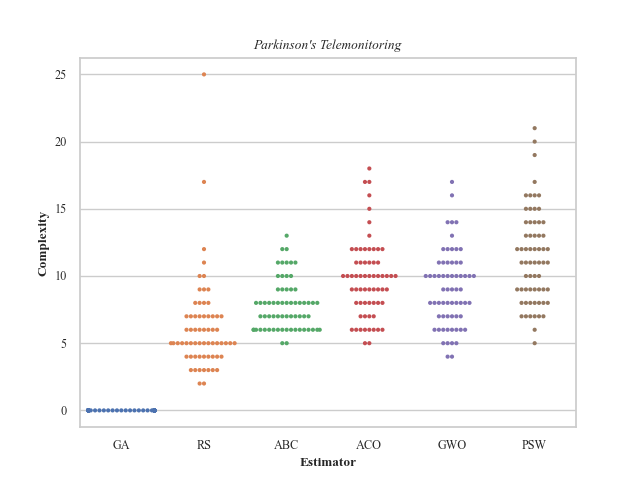 Parkinson's Telemonitoring
25
20
15
10
5
0
Complexity
GA RS ABC ACO GWO PSW
Estimator